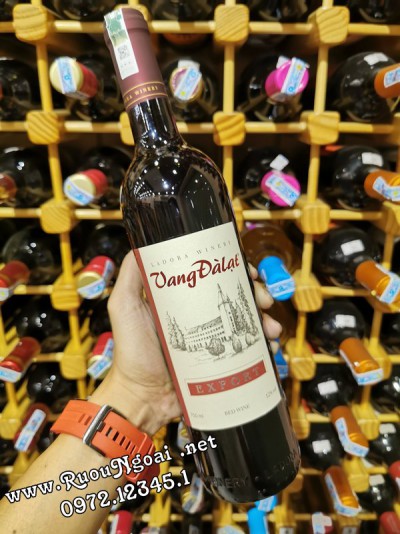 LADORA WINERY
VangĐàLạt
EXPORT
RED WINE
www.RuouNgoai.net
0972.12345.1